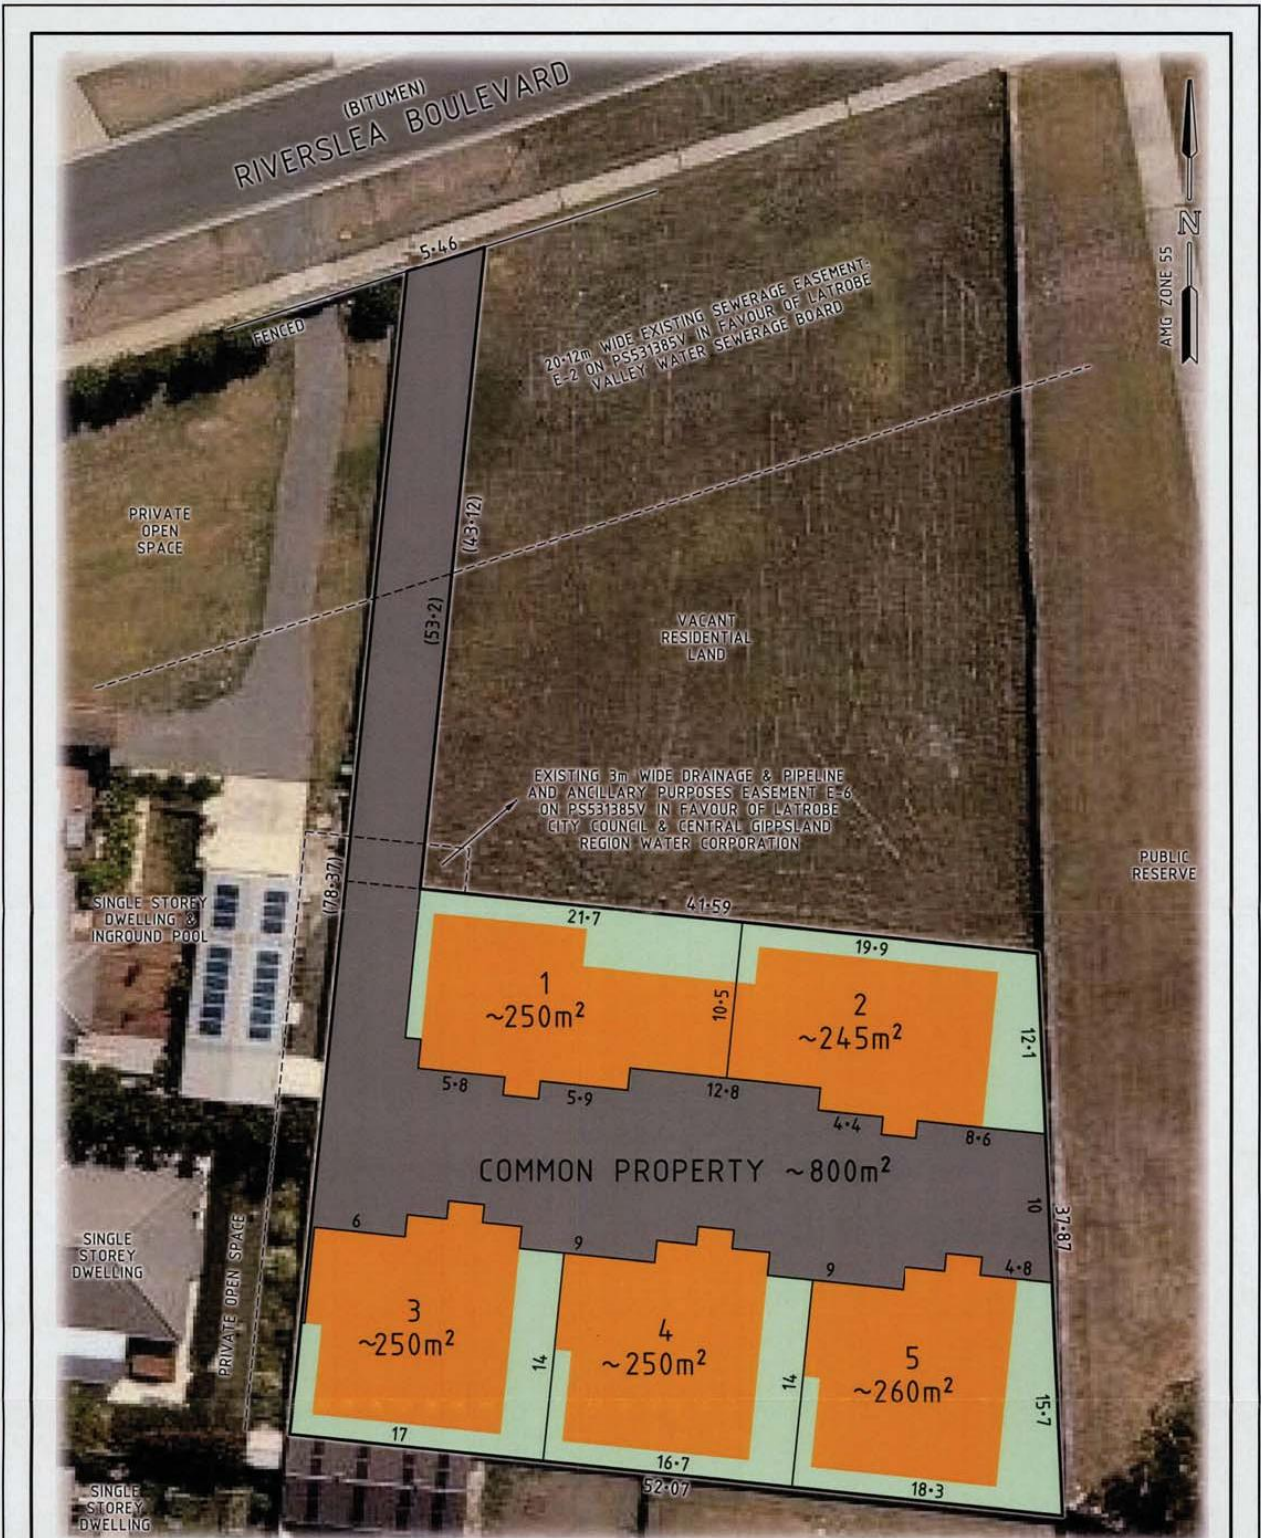 (BITUMEN)
RIVERSLEA BOULEVARD
5·46
FENCED
20·12m WIDE EXISTING SEWERAGE EASEMENT:
E-2 ON PS531385V IN FAVOUR OF LATROBE
VALLEY WATER SEWERAGE BOARD
N
AMG ZONE 55
PRIVATE
OPEN
SPACE
(43·12)
(53·2)
VACANT
RESIDENTIAL
LAND
EXISTING 3m WIDE DRAINAGE & PIPELINE
AND ANCILLARY PURPOSES EASEMENT E-6
ON PS531385V IN FAVOUR OF LATROBE
CITY COUNCIL & CENTRAL GIPPSLAND
REGION WATER CORPORATION
PUBLIC
RESERVE
(78·37)
SINGLE STOREY
DWELLING &
INGROUND POOL
21·7
41·59
19·9
1
~250m²
10·5
2
~245m²
12·1
5·8
5·9
12·8
4·4
8·6
COMMON PROPERTY ~800m²
10
37·87
6
9
9
4·8
SINGLE
STOREY
DWELLING
PRIVATE OPEN SPACE
3
~250m²
14
4
~250m²
14
5
~260m²
15·7
17
16·7
52·07
18·3
SINGLE
STOREY
DWELLING